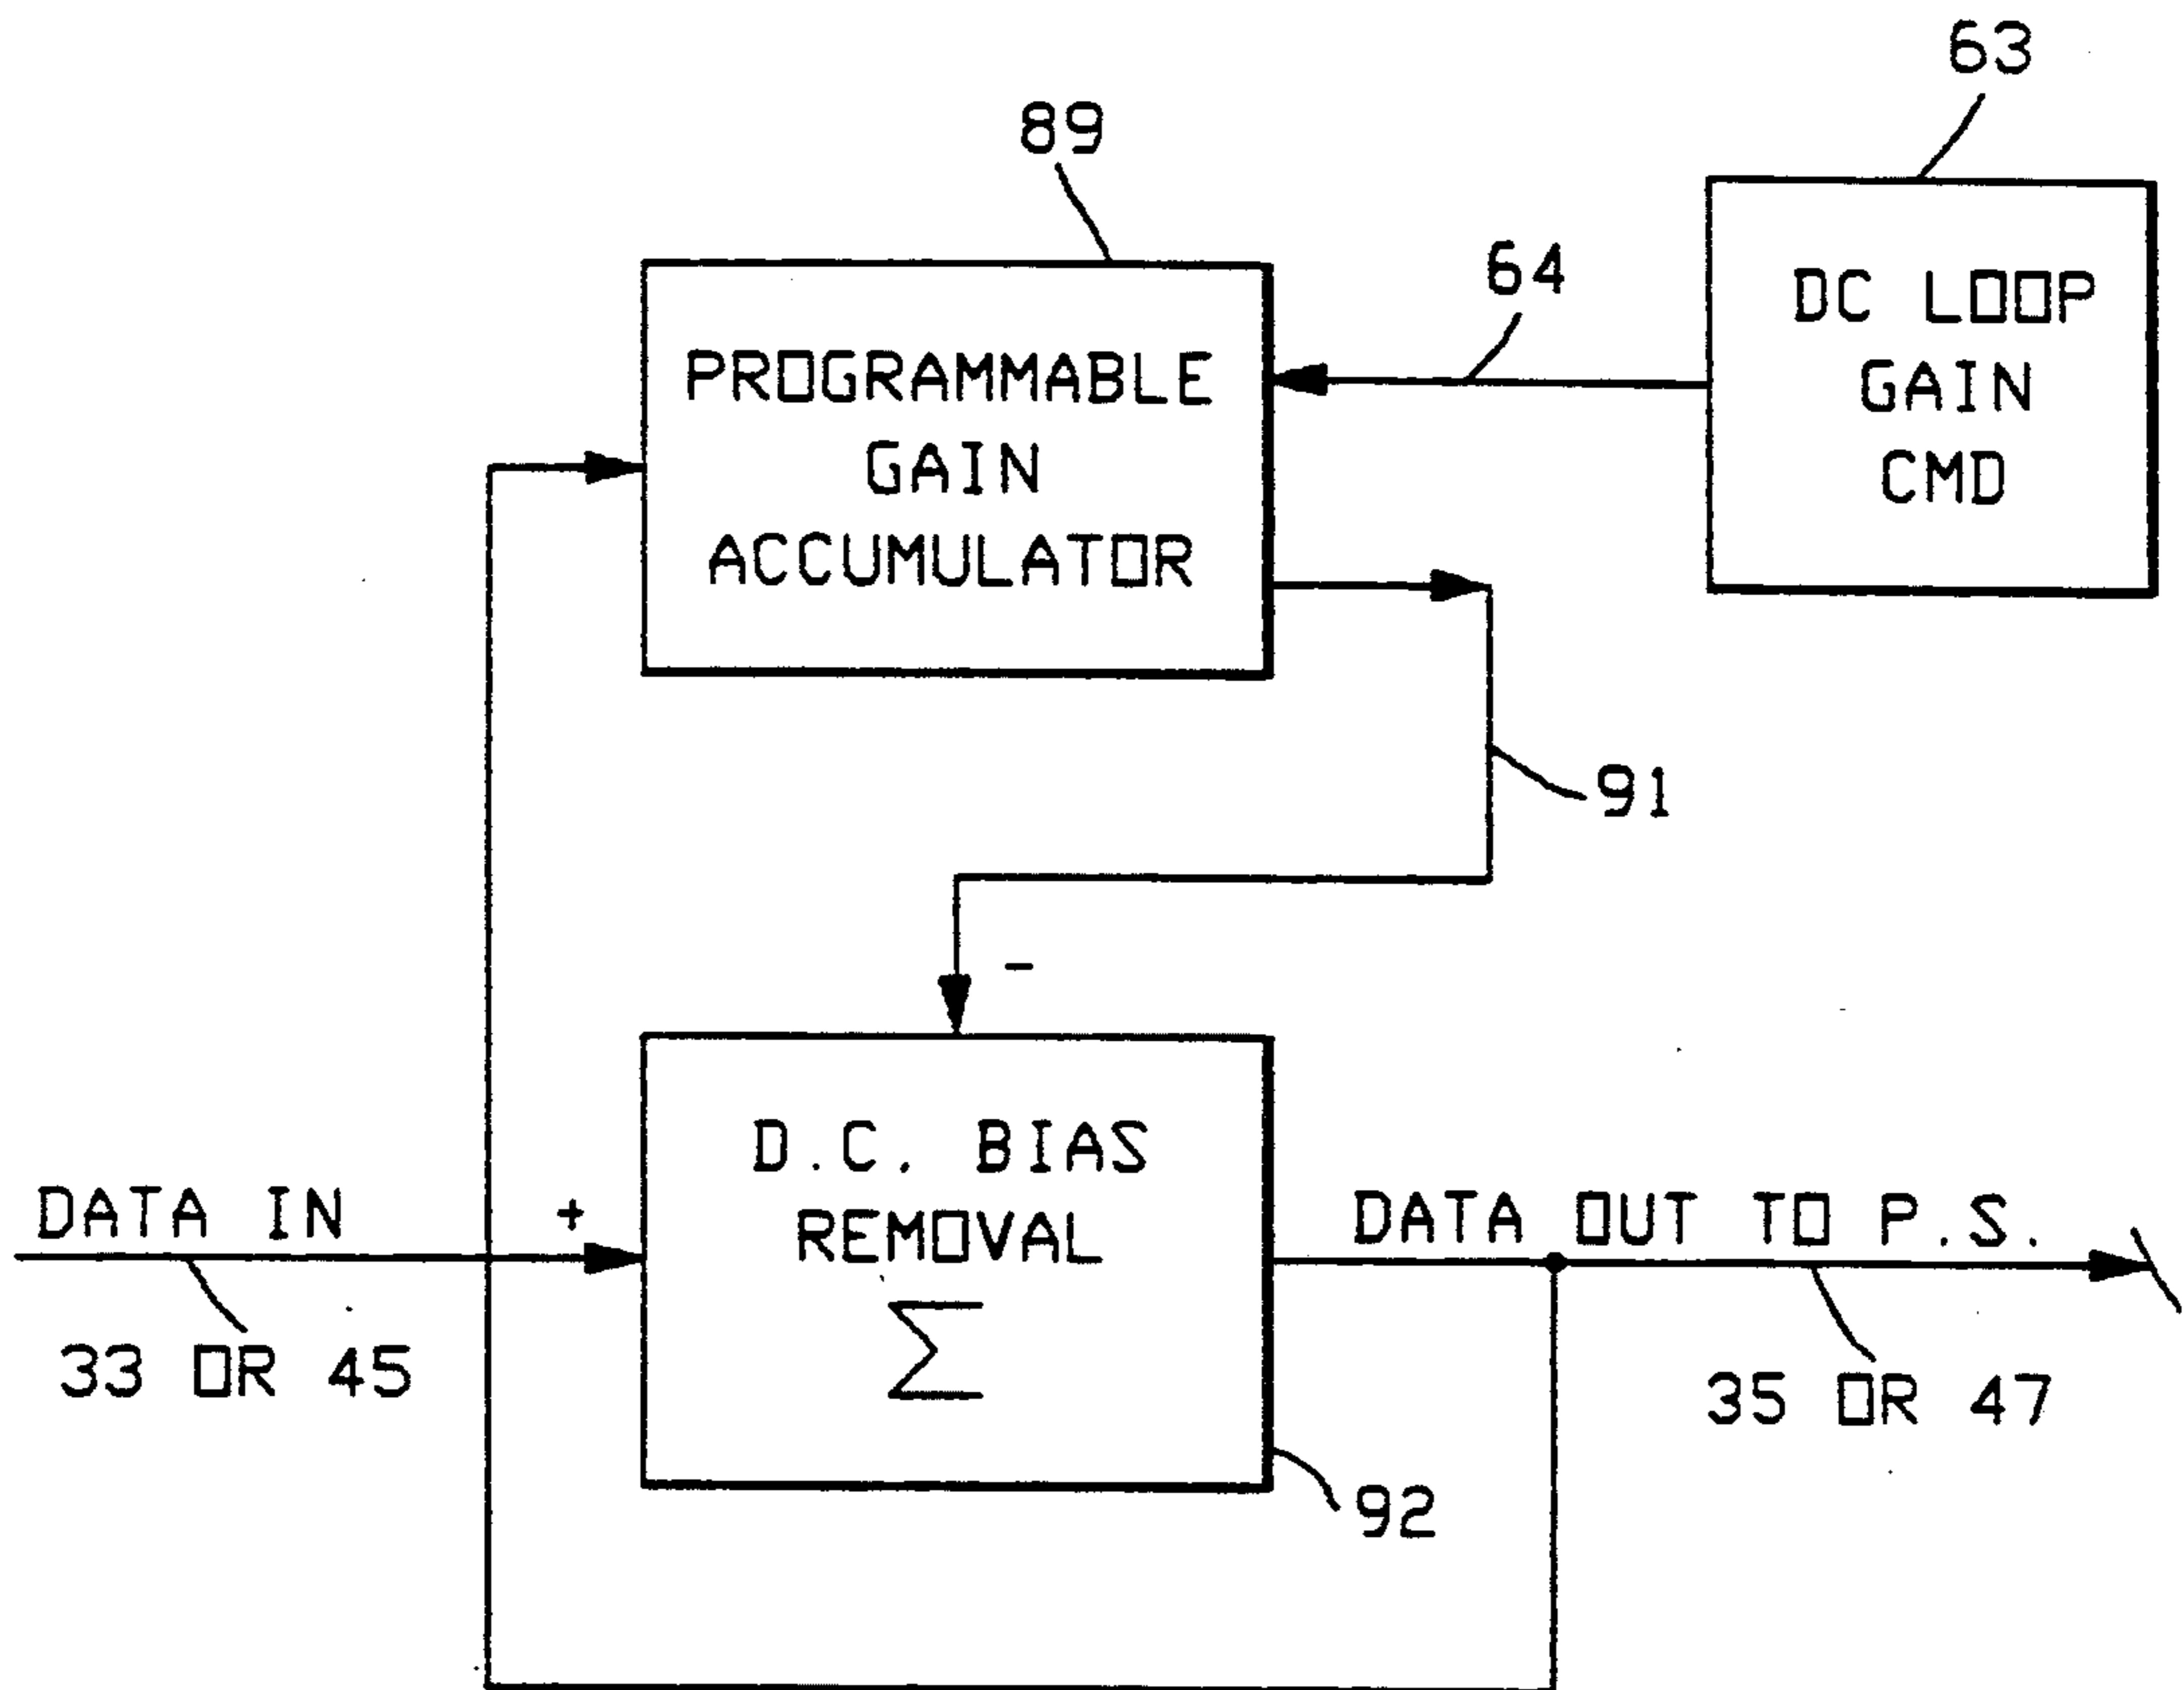 63
89
64
DC LOOP
GAIN
CMD
PROGRAMMABLE
GAIN
ACCUMULATOR
91
-
D.C. BIAS
REMOVAL
Σ
DATA IN
+
DATA OUT TO P.S.
33 OR 45
35 OR 47
92